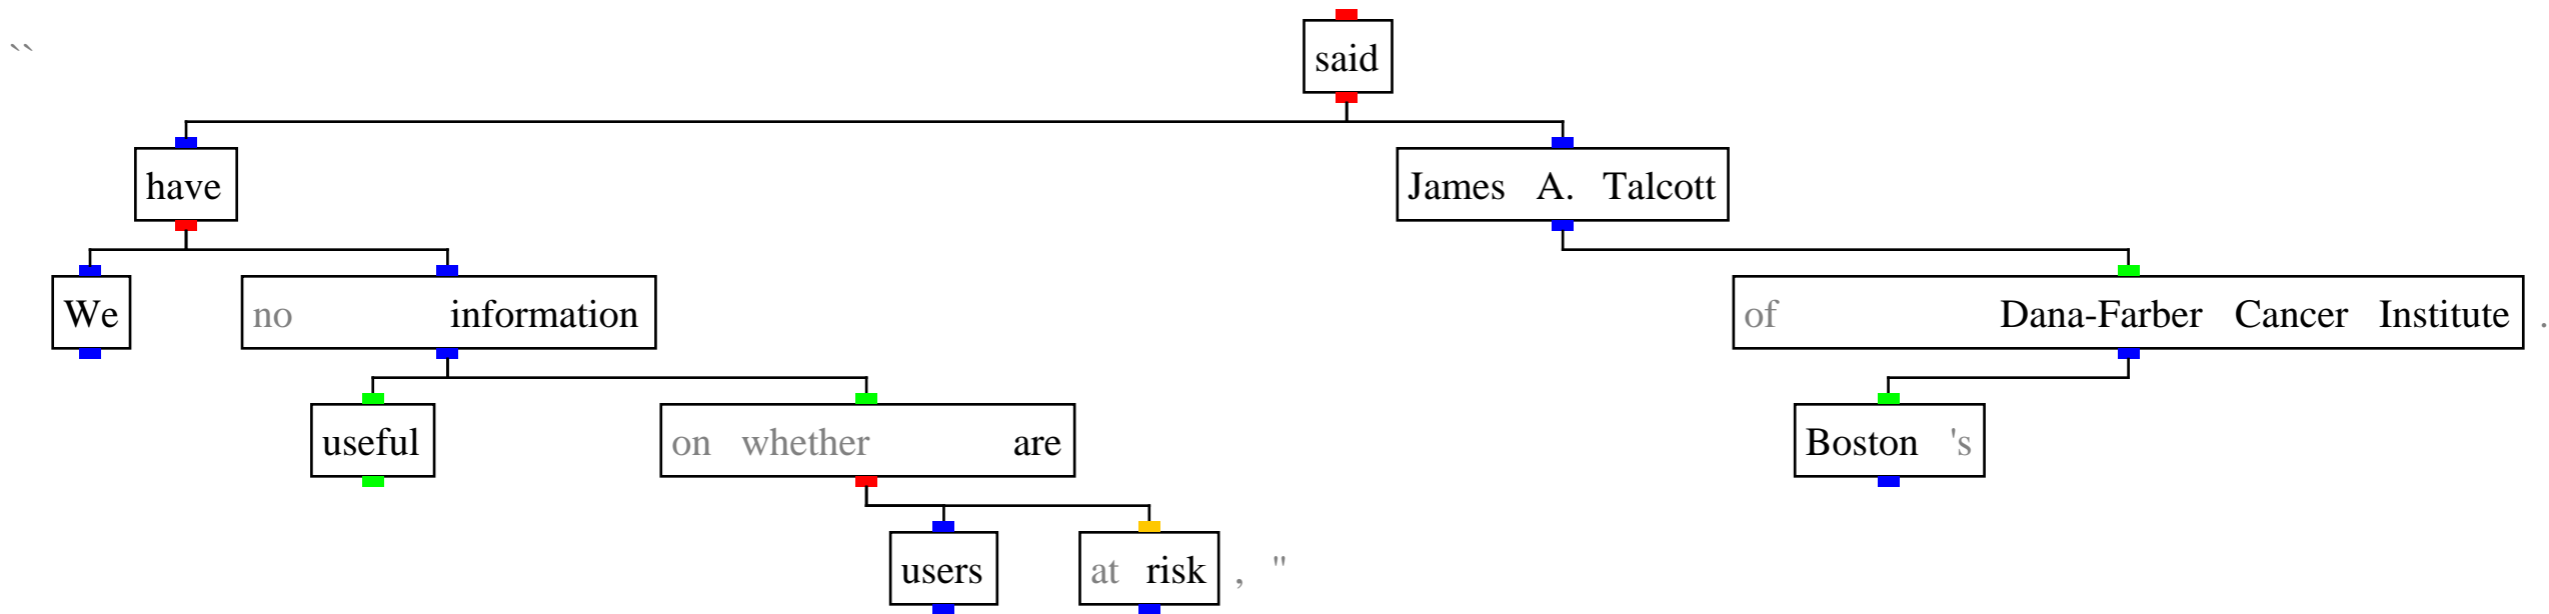 `` said
have James A. Talcott
We no information of Dana-Farber Cancer Institute .
useful on whether are Boston 's
users at risk , "